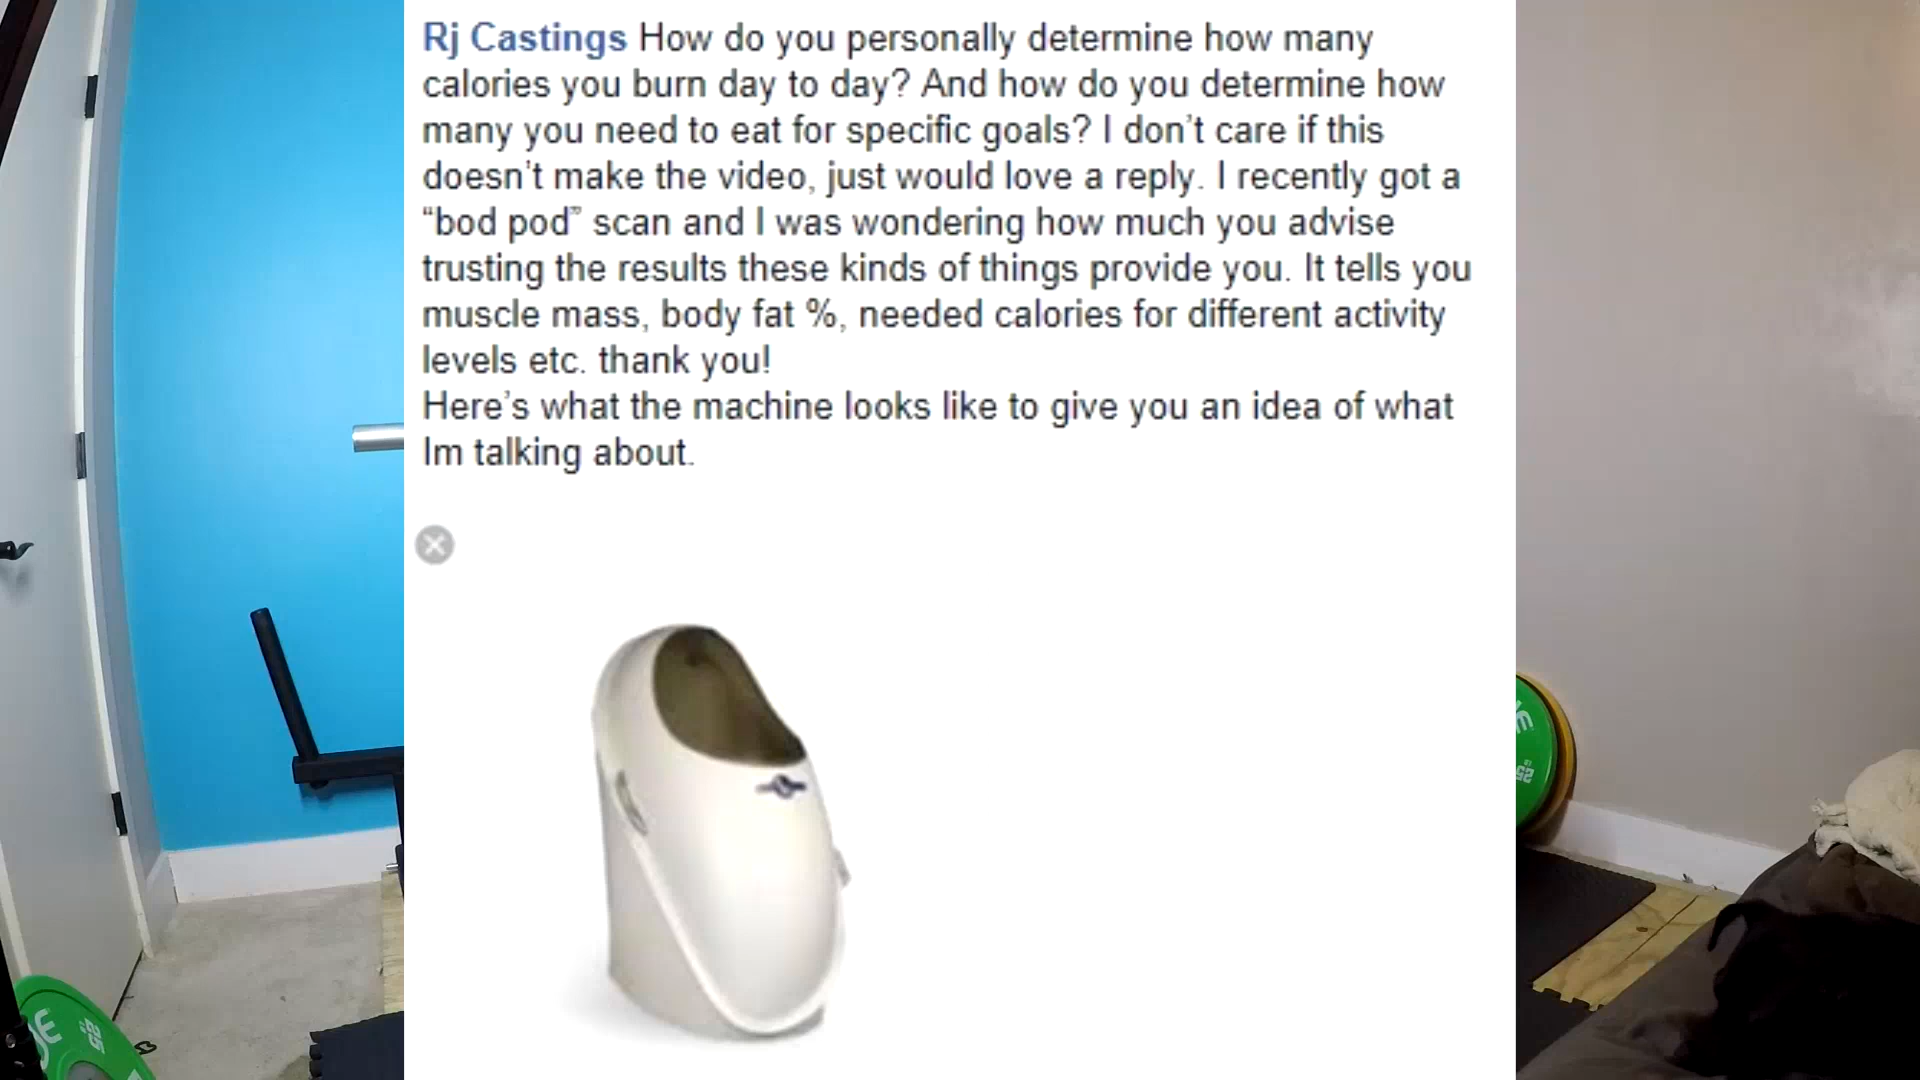 Rj Castings How do you personally determine how many
calories you burn day to day? And how do you determine how
many you need to eat for specific goals? I don't care if this
doesn't make the video, just would love a reply. I recently got a
“bod pod” scan and I was wondering how much you advise
trusting the results these kinds of things provide you. It tells you
muscle mass, body fat %, needed calories for different activity
levels etc. thank you!
Here's what the machine looks like to give you an idea of what
Im talking about.
25
25